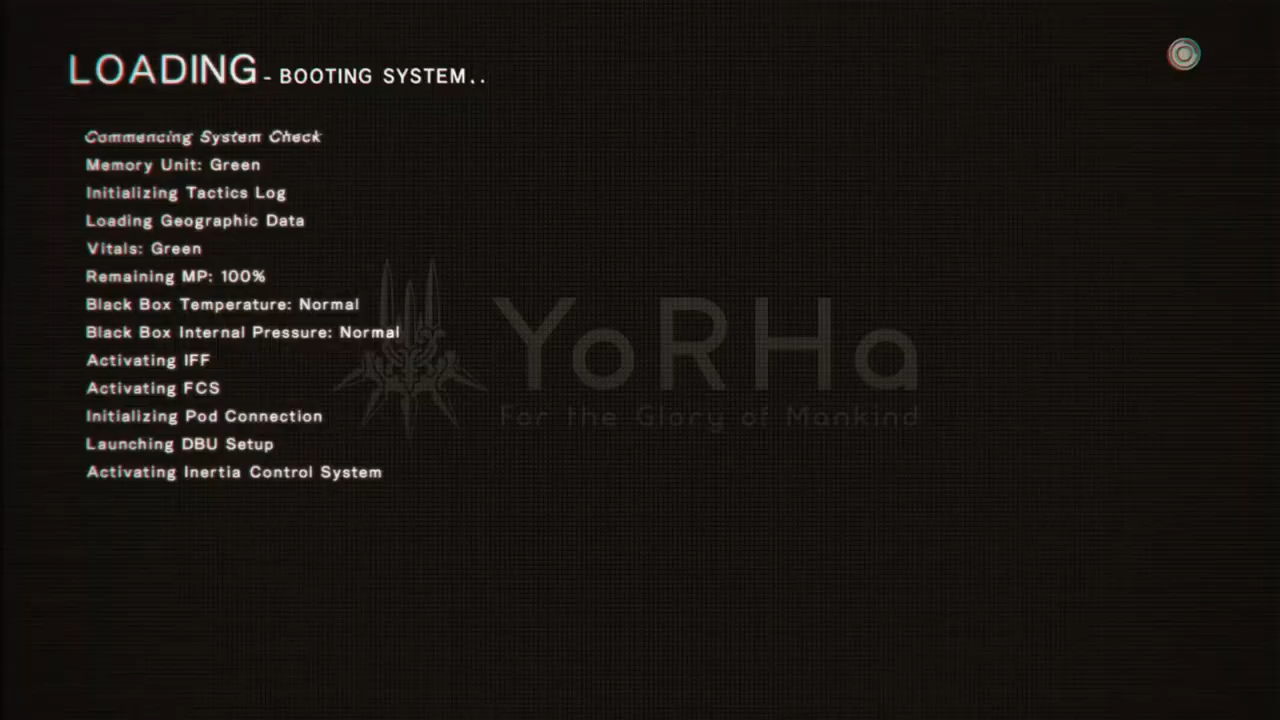 LOADING - BOOTING SYSTEM..
Commencing System Check
Memory Unit: Green
Initializing Tactics Log
Loading Geographic Data
Vitals: Green
Remaining MP: 100%
Black Box Temperature: Normal
Black Box Internal Pressure: Normal
Activating IFF
Activating FCS
Initializing Pod Connection
Launching DBU Setup
Activating Inertia Control System
YoRHa
For the Glory of Mankind